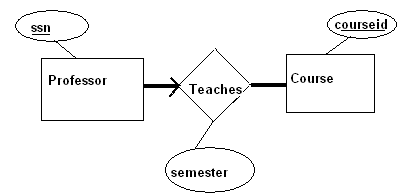 ssn
courseid
Professor
Teaches
Course
semester